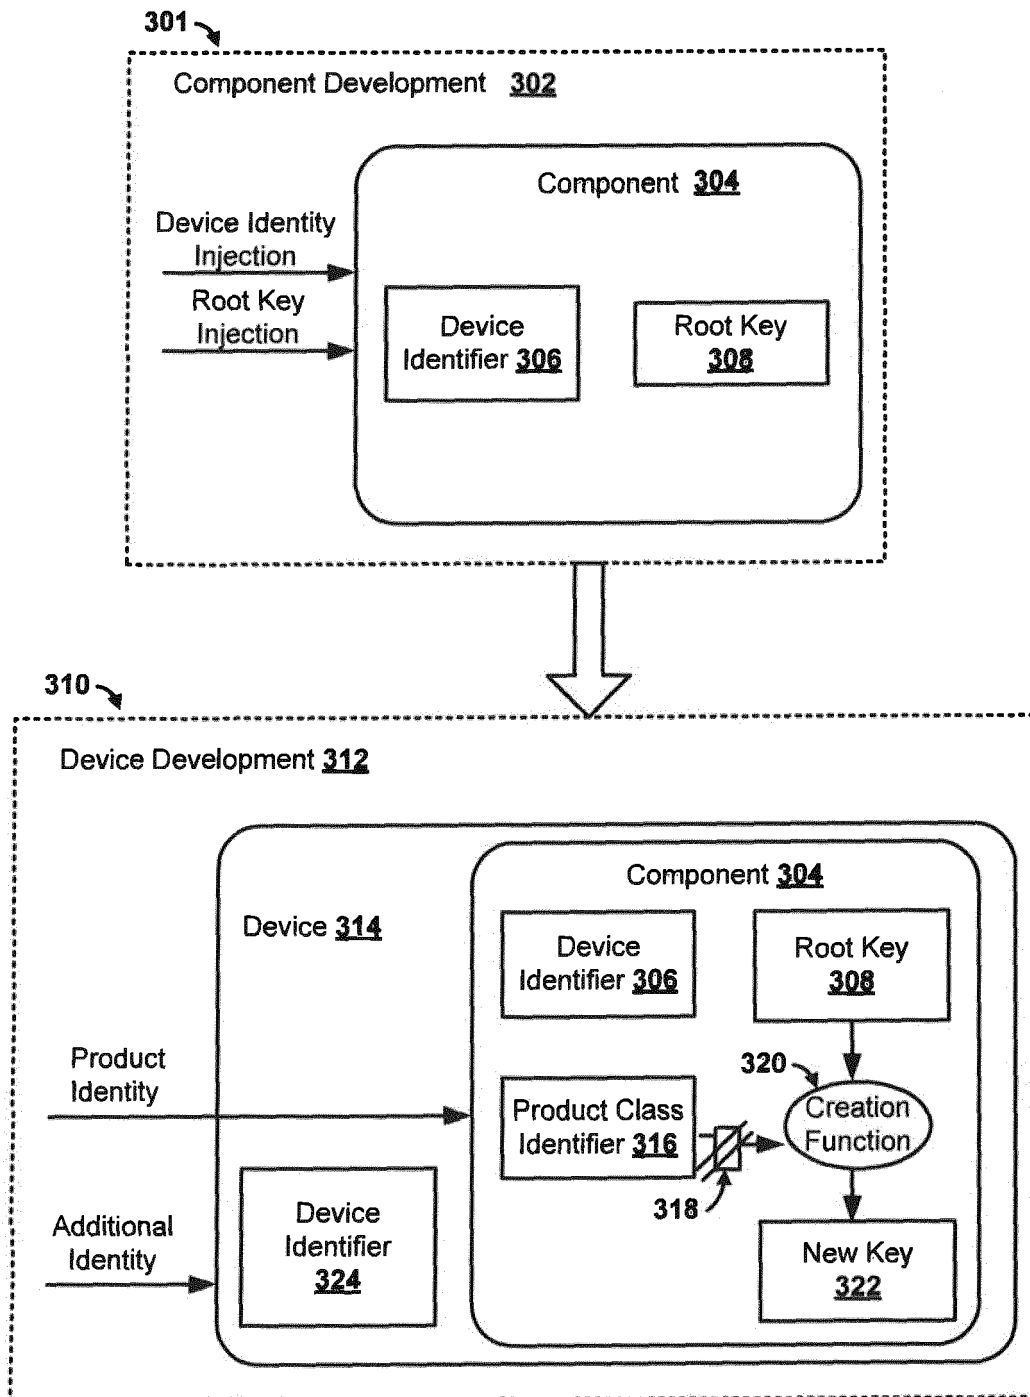 301
Component Development 302
Component 304
Device Identity
Injection
Root Key
Injection
Device
Identifier 306
Root Key
308
310
Device Development 312
Component 304
Device 314
Device
Identifier 306
Root Key
308
Product
Identity
320
Product Class
Identifier 316
Creation
Function
318
Additional
Identity
Device
Identifier
324
New Key
322